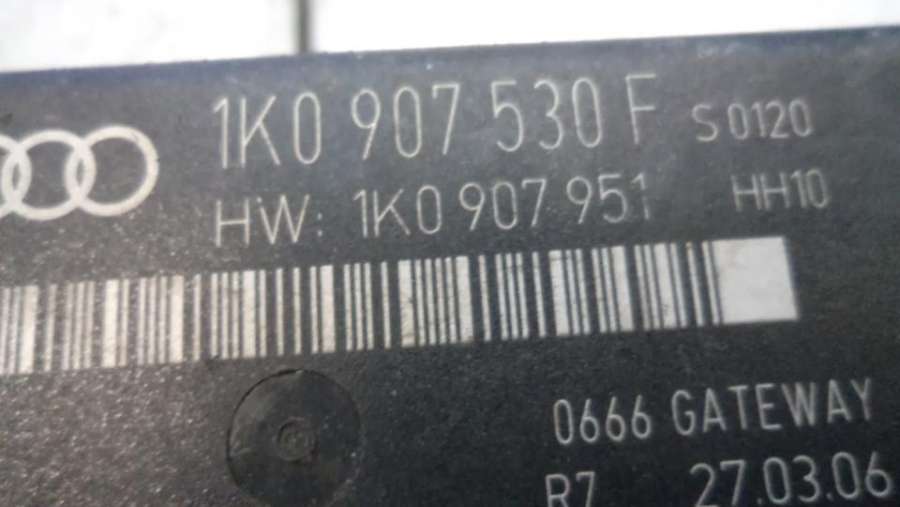 1K0 907 530 F S0120
HW: 1K0 907 951 HH10
0666 GATEWAY
R7 27.03.06